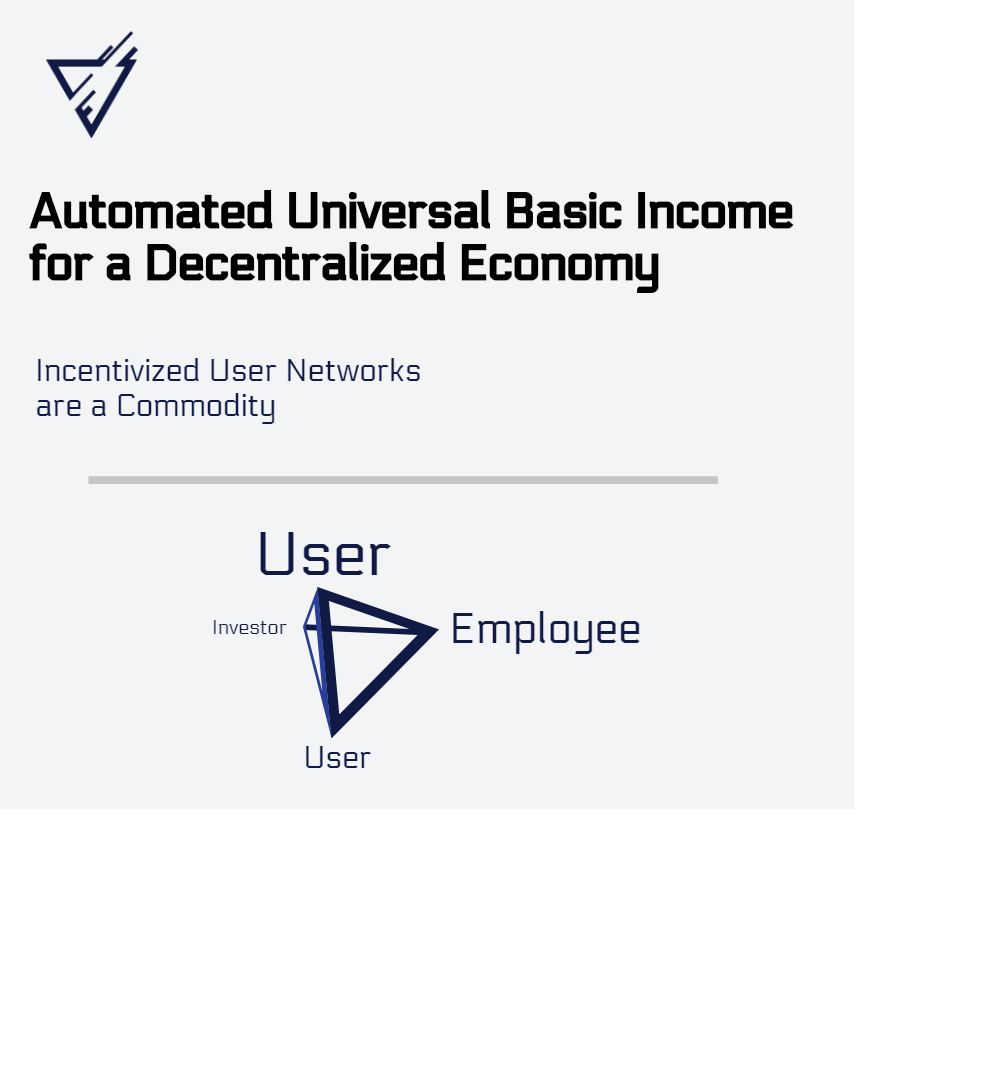 Automated Universal Basic Income
for a Decentralized Economy
Incentivized User Networks
are a Commodity
User
Investor
Employee
User